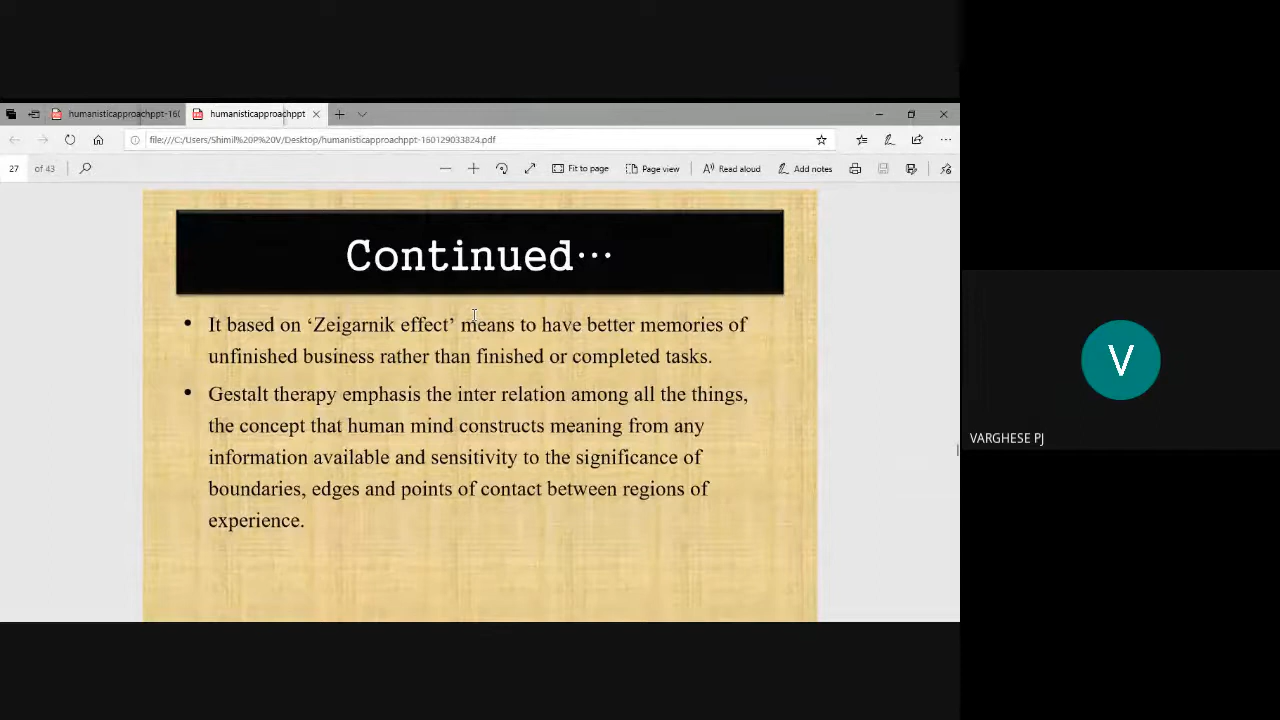 humanisticapproachppt-16(
humanisticapproachppt
file:///C:/Users/Shimil%20P%20V/Desktop/humanisticapproachppt-160129033824.pdf
27 of 43
Fit to page
Page view
Read aloud
Add notes
Continued...
• It based on ‘Zeigarnik effect’ means to have better memories of
unfinished business rather than finished or completed tasks.
• Gestalt therapy emphasis the inter relation among all the things,
the concept that human mind constructs meaning from any
information available and sensitivity to the significance of
boundaries, edges and points of contact between regions of
experience.
V
VARGHESE PJ